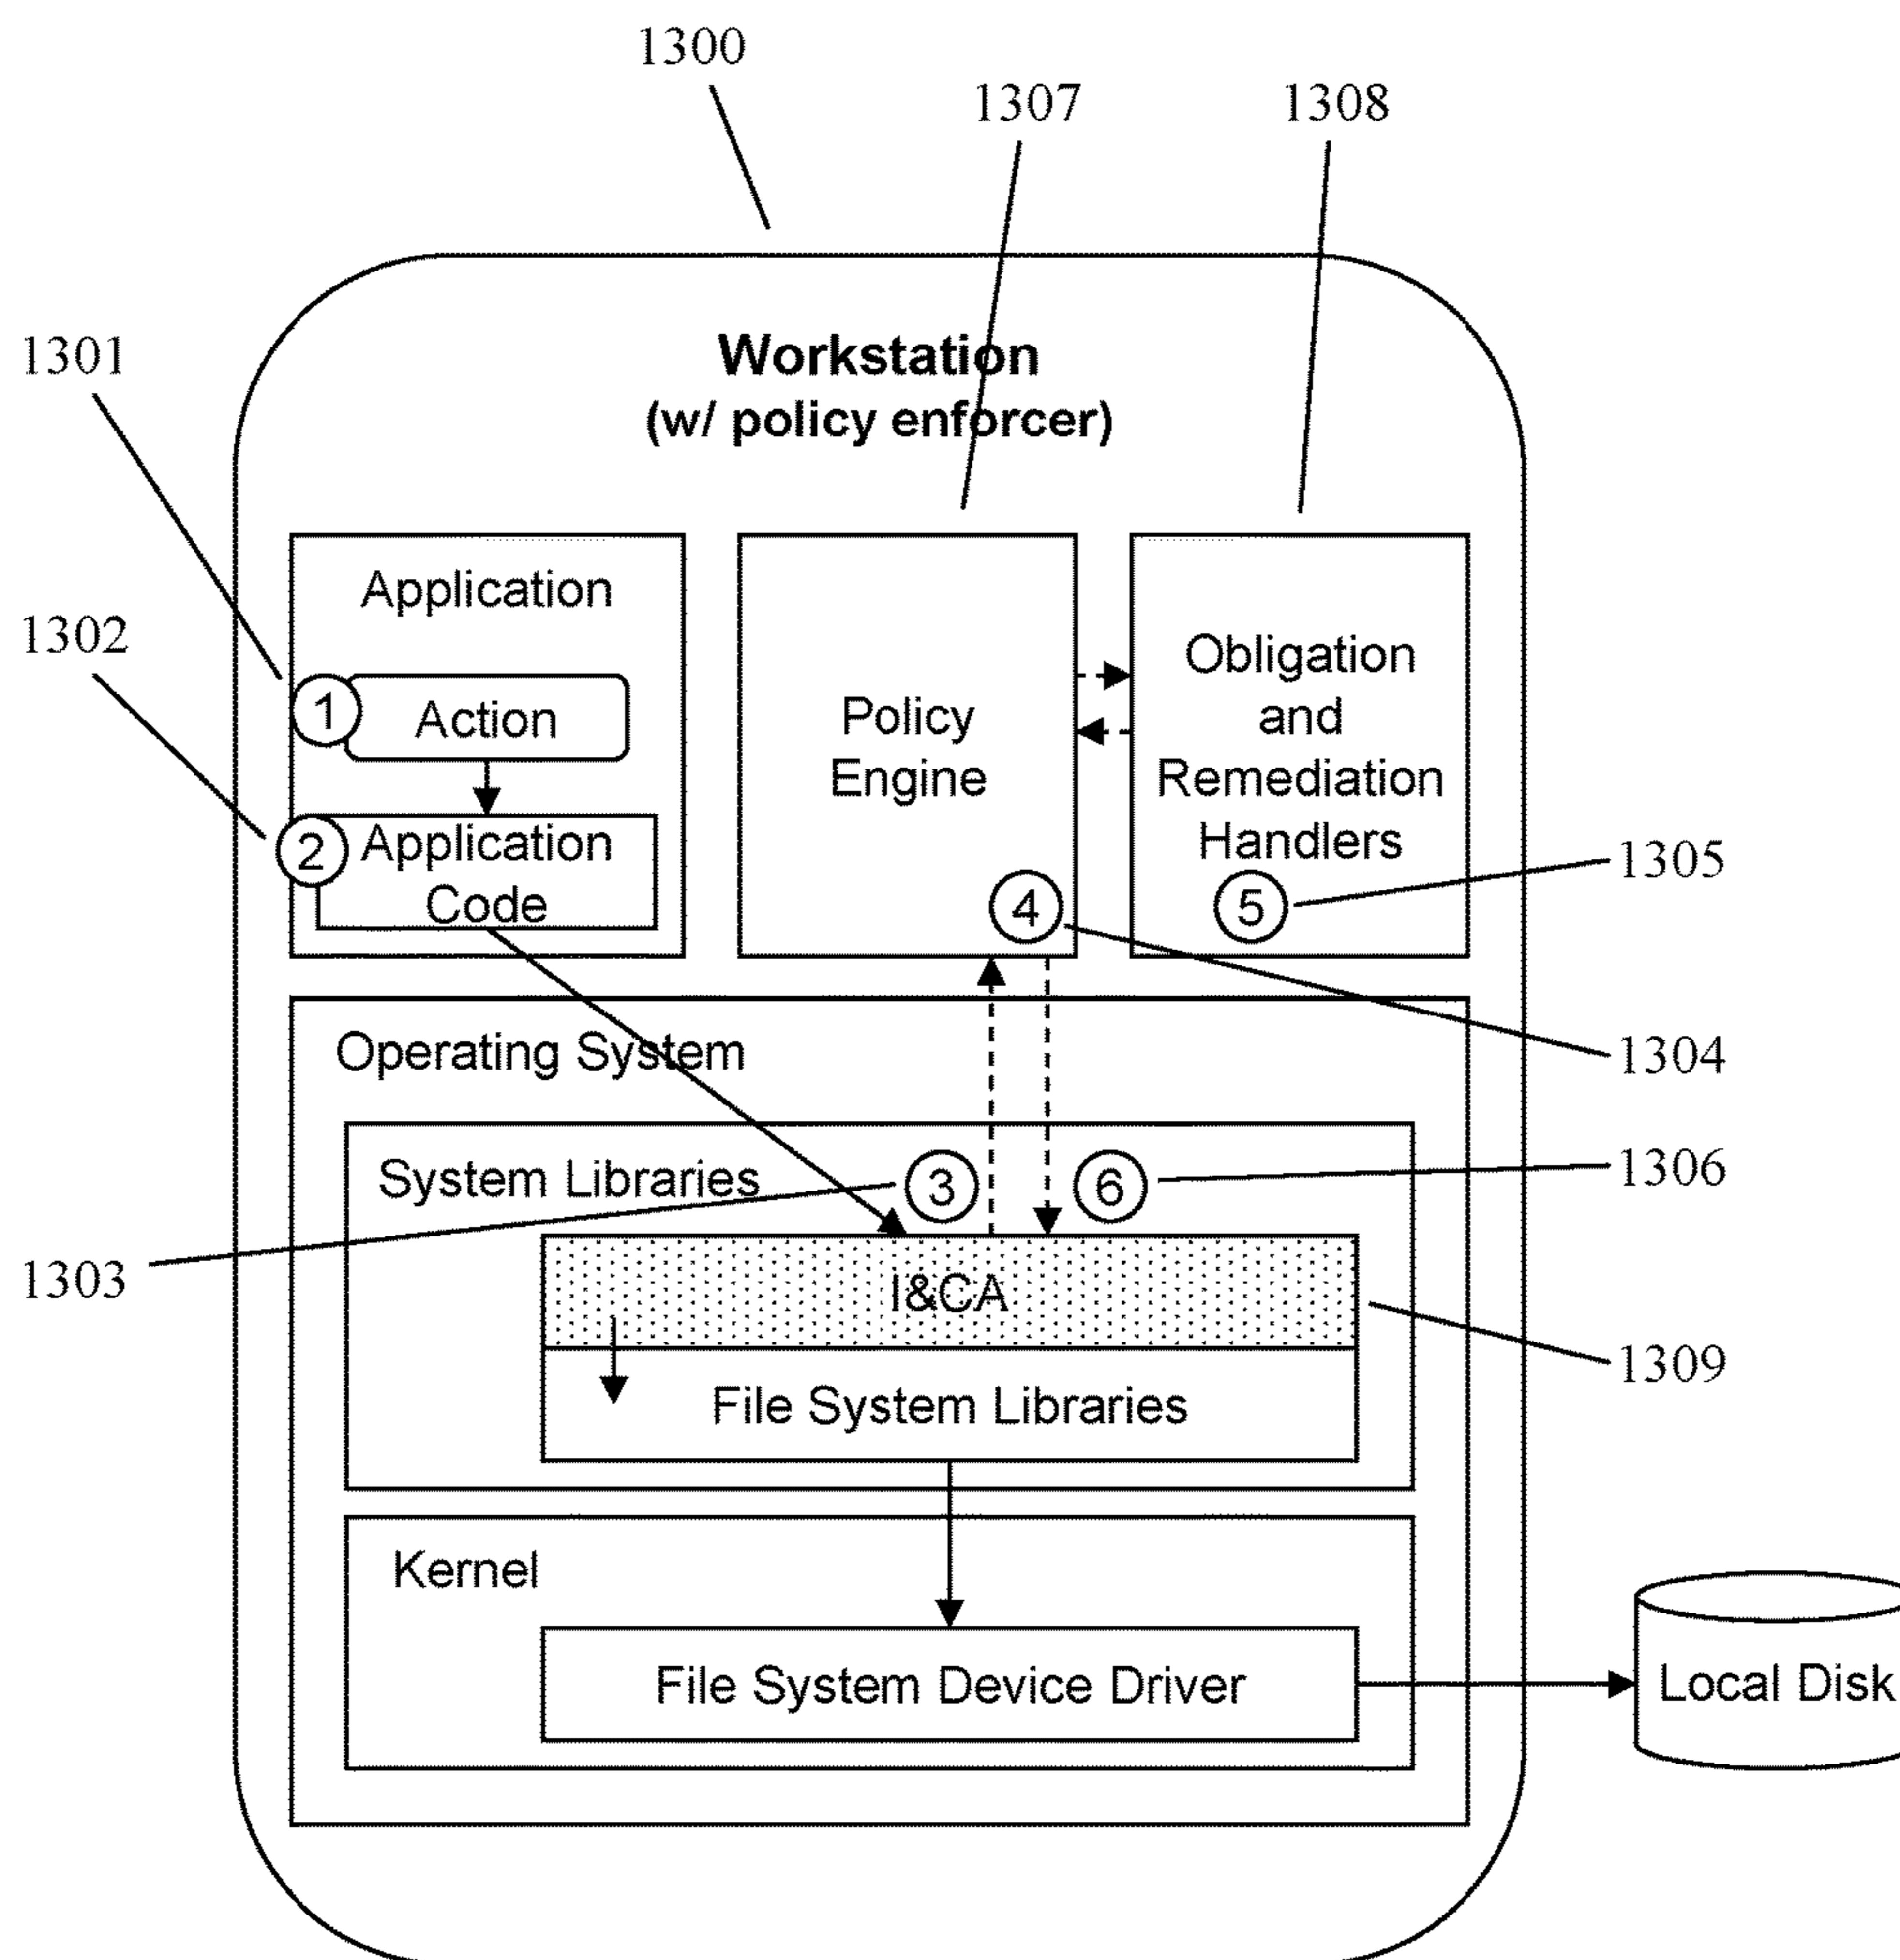 1300
1307
1308
1301
Workstation
(w/ policy enforcer)
1302
Application
1
Action
2
Application
Code
Policy
Engine
4
Obligation
and
Remediation
Handlers
5
1305
Operating System
1304
System Libraries
3
6
1306
1303
I&CA
1309
File System Libraries
Kernel
File System Device Driver
Local Disk